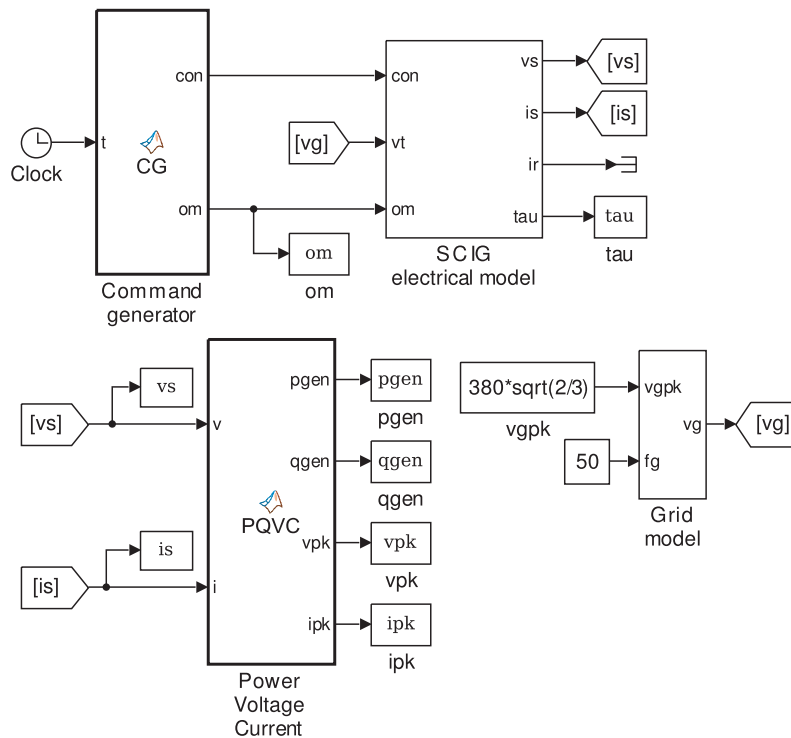 con
t
CG
Clock
om
Command
generator
om
om
[vg]
con
vt
om
vs
is
ir
tau
SCIG
electrical model
[vs]
[is]
tau
tau
[vs]
vs
[is]
is
v
i
PQVC
pgen
qgen
vpk
ipk
Power
Voltage
Current
pgen
pgen
qgen
qgen
vpk
vpk
ipk
ipk
380*sqrt(2/3)
vgpk
50
vgpk
fg
vg
Grid
model
[vg]